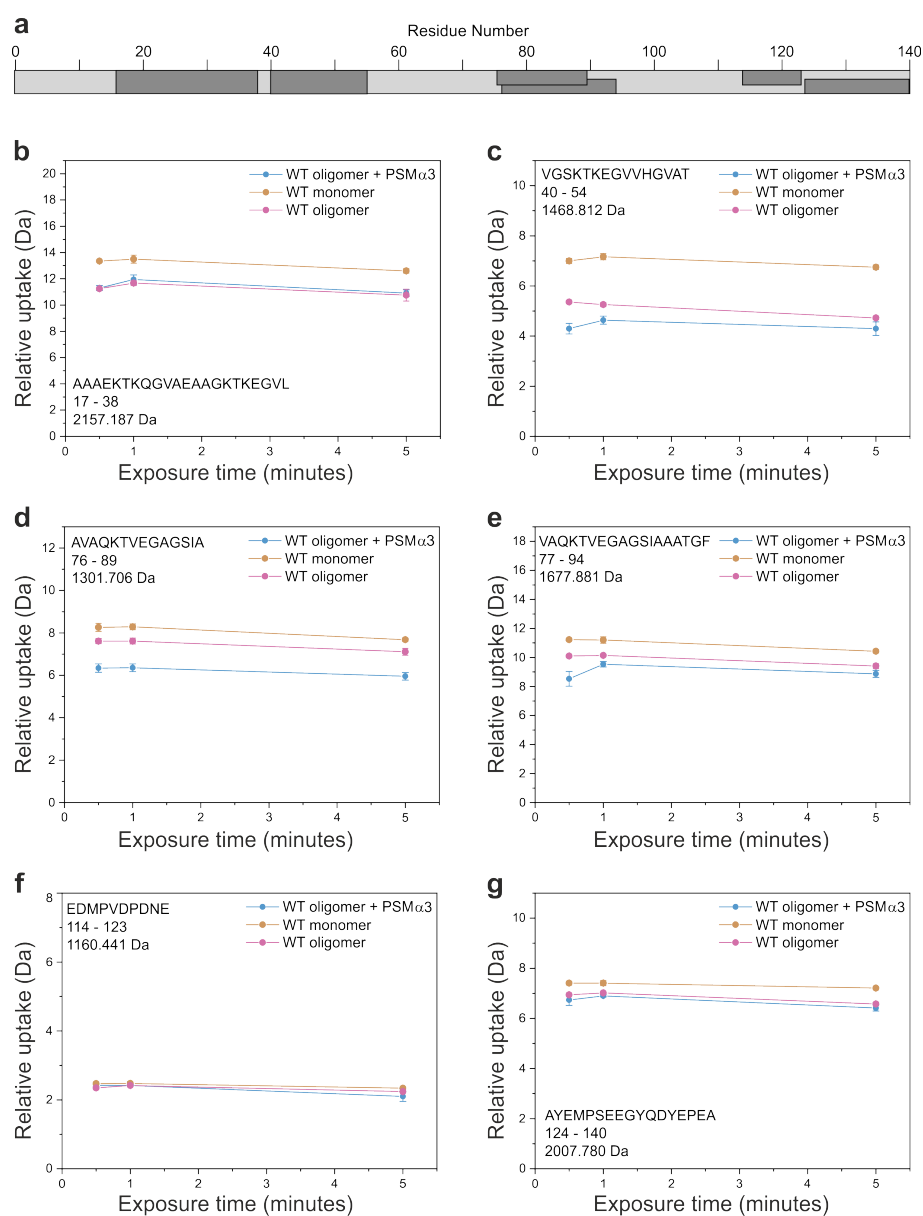 a
Residue Number
0 20 40 60 80 100 120 140
b
Relative uptake (Da)
20
18
16
14
12
10
8
6
4
2
0
WT oligomer + PSMα3
WT monomer
WT oligomer
AAAEKTKQGVAEAAGKTKEGVL
17 - 38
2157.187 Da
0 1 2 3 4 5
Exposure time (minutes)
c
Relative uptake (Da)
10
8
6
4
2
0
VGSKTKEGVVHGVAT
40 - 54
1468.812 Da
WT oligomer + PSMα3
WT monomer
WT oligomer
0 1 2 3 4 5
Exposure time (minutes)
d
Relative uptake (Da)
12
10
8
6
4
2
0
AVAQKTVEGAGSIA
76 - 89
1301.706 Da
WT oligomer + PSMα3
WT monomer
WT oligomer
0 1 2 3 4 5
Exposure time (minutes)
e
Relative uptake (Da)
18
16
14
12
10
8
6
4
2
0
VAQKTVEGAGSIAAATGF
77 - 94
1677.881 Da
WT oligomer + PSMα3
WT monomer
WT oligomer
0 1 2 3 4 5
Exposure time (minutes)
f
Relative uptake (Da)
8
6
4
2
0
EDMPVDPDNE
114 - 123
1160.441 Da
WT oligomer + PSMα3
WT monomer
WT oligomer
0 1 2 3 4 5
Exposure time (minutes)
g
Relative uptake (Da)
10
8
6
4
2
0
WT oligomer + PSMα3
WT monomer
WT oligomer
AYEMPSEEGYQDYEPEA
124 - 140
2007.780 Da
0 1 2 3 4 5
Exposure time (minutes)